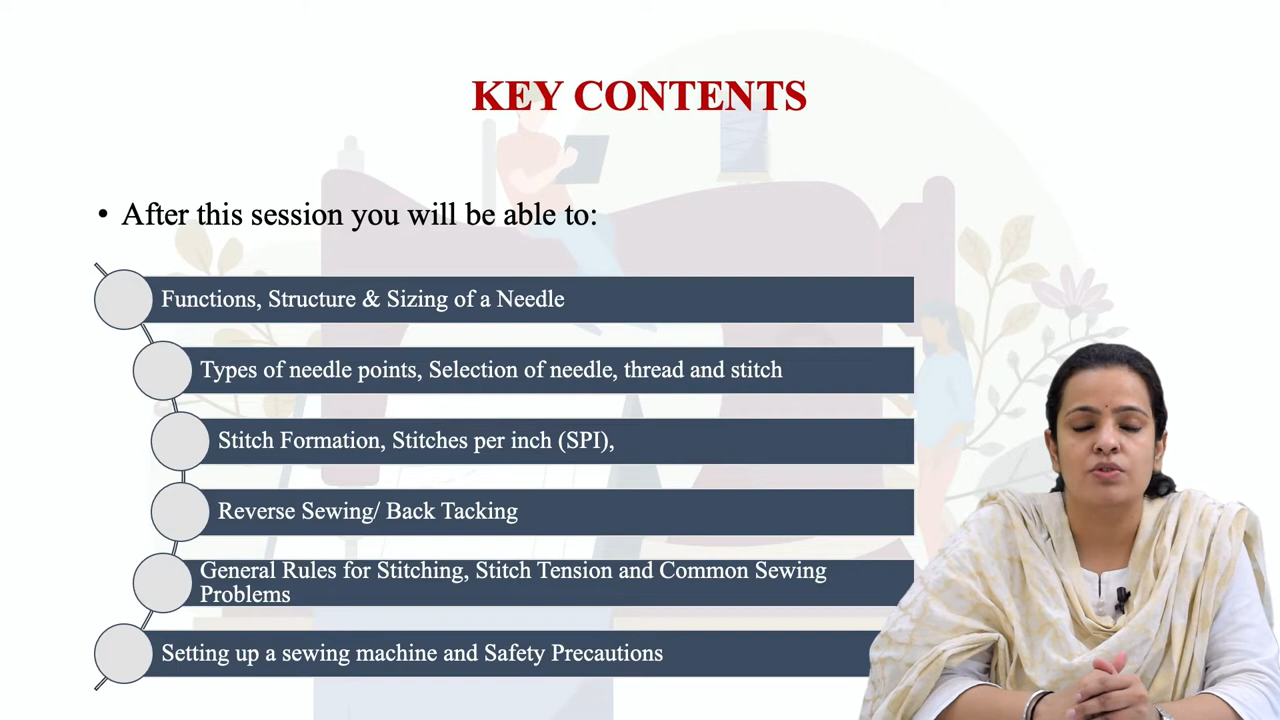 KEY CONTENTS
• After this session you will be able to:
Functions, Structure & Sizing of a Needle
Types of needle points, Selection of needle, thread and stitch
Stitch Formation, Stitches per inch (SPI),
Reverse Sewing/ Back Tacking
General Rules for Stitching, Stitch Tension and Common Sewing
Problems
Setting up a sewing machine and Safety Precautions